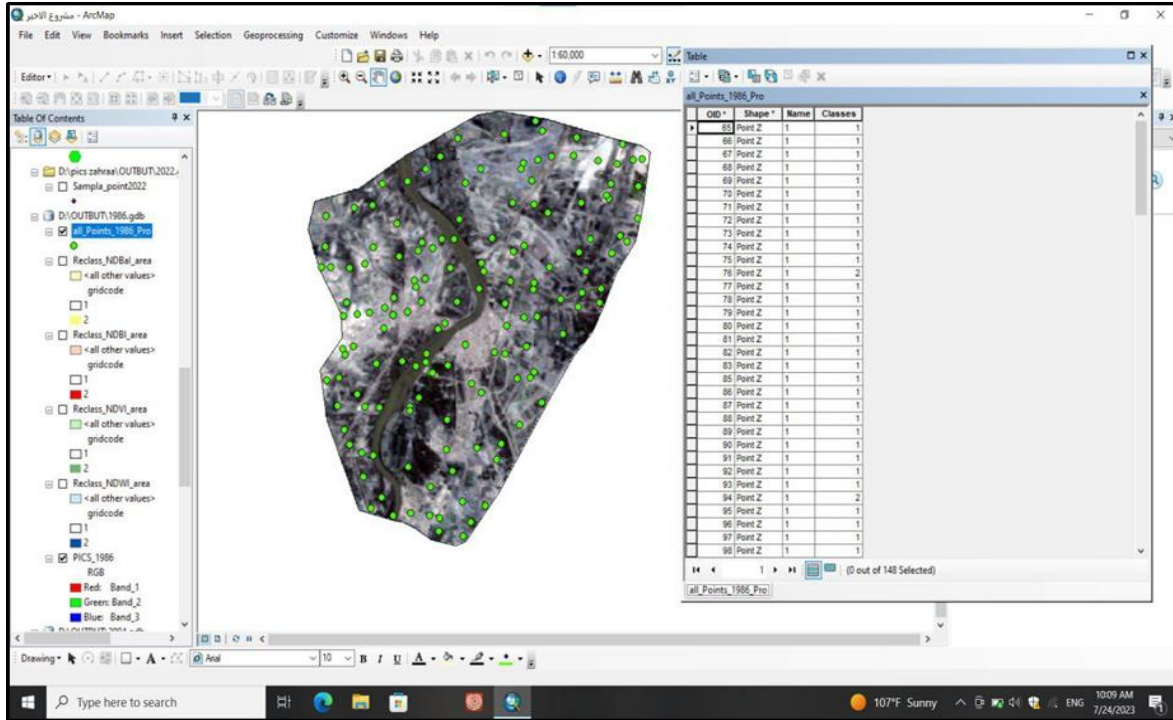 مشروع الاخير - ArcMap
File Edit View Bookmarks Insert Selection Geoprocessing Customize Windows Help
1:60,000
Editor
Table Of Contents
D:\pics zahraa\OUTBUT\2022.
Sampla_point2022
D:\OUTBUT\1986.gdb
all_Points_1986_Pro
Reclass_NDBaI_area
<all other values>
gridcode
1
2
Reclass_NDBI_area
<all other values>
gridcode
1
2
Reclass_NDVI_area
<all other values>
gridcode
1
2
Reclass_NDWI_area
<all other values>
gridcode
1
2
PICS_1986
RGB
Red: Band_1
Green: Band_2
Blue: Band_3
Table
all_Points_1986_Pro
OID * Shape * Name Classes
65 Point Z 1 1
66 Point Z 1 1
67 Point Z 1 1
68 Point Z 1 1
69 Point Z 1 1
70 Point Z 1 1
71 Point Z 1 1
72 Point Z 1 1
73 Point Z 1 1
74 Point Z 1 1
75 Point Z 1 1
76 Point Z 1 2
77 Point Z 1 1
78 Point Z 1 1
79 Point Z 1 1
80 Point Z 1 1
81 Point Z 1 1
82 Point Z 1 1
83 Point Z 1 1
85 Point Z 1 1
86 Point Z 1 1
87 Point Z 1 1
88 Point Z 1 1
89 Point Z 1 1
90 Point Z 1 1
91 Point Z 1 1
92 Point Z 1 1
93 Point Z 1 1
94 Point Z 1 2
95 Point Z 1 1
96 Point Z 1 1
97 Point Z 1 1
98 Point Z 1 1
1 (0 out of 148 Selected)
all_Points_1986_Pro
Drawing A Arial 10 B I U A
Type here to search
107°F Sunny ENG 10:09 AM
7/24/2023